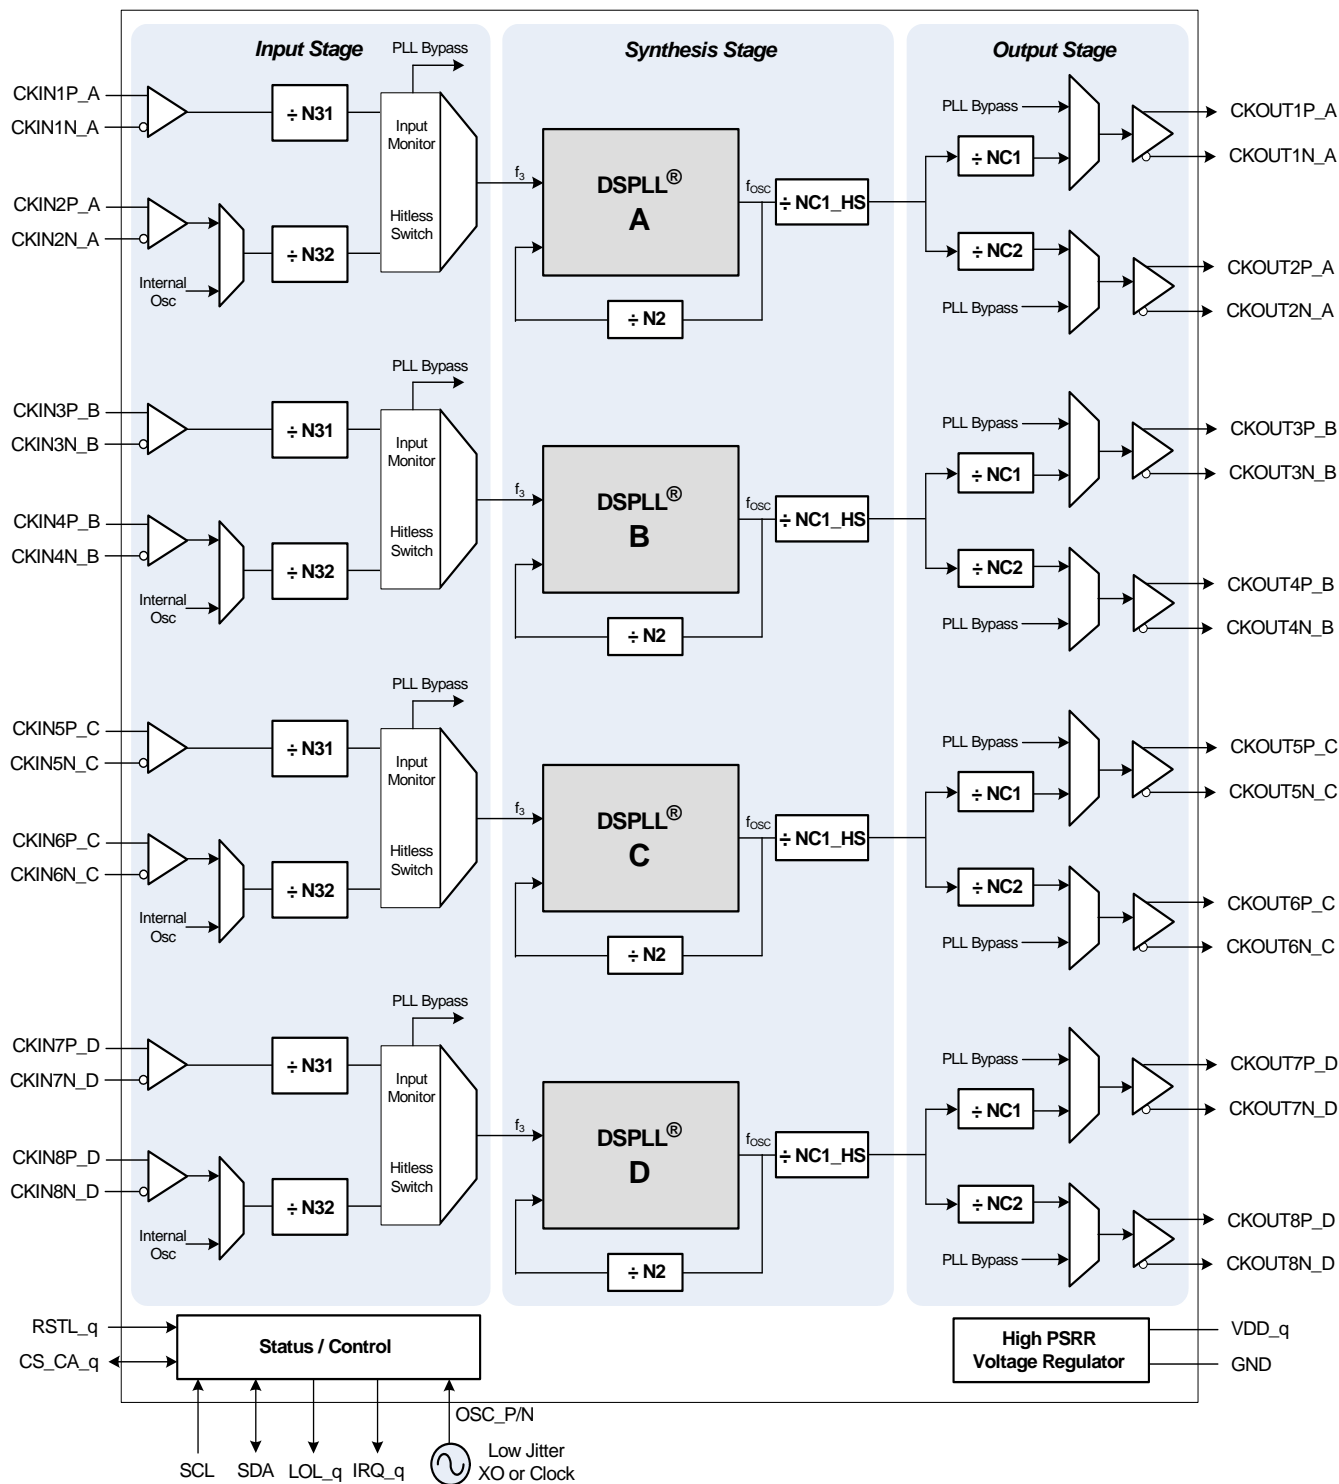 Input Stage
Synthesis Stage
Output Stage
PLL Bypass
CKIN1P_A
CKIN1N_A
÷ N31
Input
Monitor
CKIN2P_A
CKIN2N_A
Internal
Osc
÷ N32
Hitless
Switch
f3
DSPLL®
A
fOSC
÷ N2
÷ NC1_HS
PLL Bypass
÷ NC1
CKOUT1P_A
CKOUT1N_A
÷ NC2
PLL Bypass
CKOUT2P_A
CKOUT2N_A
PLL Bypass
CKIN3P_B
CKIN3N_B
÷ N31
Input
Monitor
CKIN4P_B
CKIN4N_B
Internal
Osc
÷ N32
Hitless
Switch
f3
DSPLL®
B
fOSC
÷ N2
÷ NC1_HS
PLL Bypass
÷ NC1
CKOUT3P_B
CKOUT3N_B
÷ NC2
PLL Bypass
CKOUT4P_B
CKOUT4N_B
PLL Bypass
CKIN5P_C
CKIN5N_C
÷ N31
Input
Monitor
CKIN6P_C
CKIN6N_C
Internal
Osc
÷ N32
Hitless
Switch
f3
DSPLL®
C
fOSC
÷ N2
÷ NC1_HS
PLL Bypass
÷ NC1
CKOUT5P_C
CKOUT5N_C
÷ NC2
PLL Bypass
CKOUT6P_C
CKOUT6N_C
PLL Bypass
CKIN7P_D
CKIN7N_D
÷ N31
Input
Monitor
CKIN8P_D
CKIN8N_D
Internal
Osc
÷ N32
Hitless
Switch
f3
DSPLL®
D
fOSC
÷ N2
÷ NC1_HS
PLL Bypass
÷ NC1
CKOUT7P_D
CKOUT7N_D
÷ NC2
PLL Bypass
CKOUT8P_D
CKOUT8N_D
RSTL_q
CS_CA_q
Status / Control
High PSRR
Voltage Regulator
VDD_q
GND
SCL
SDA
LOL_q
IRQ_q
OSC_P/N
Low Jitter
XO or Clock